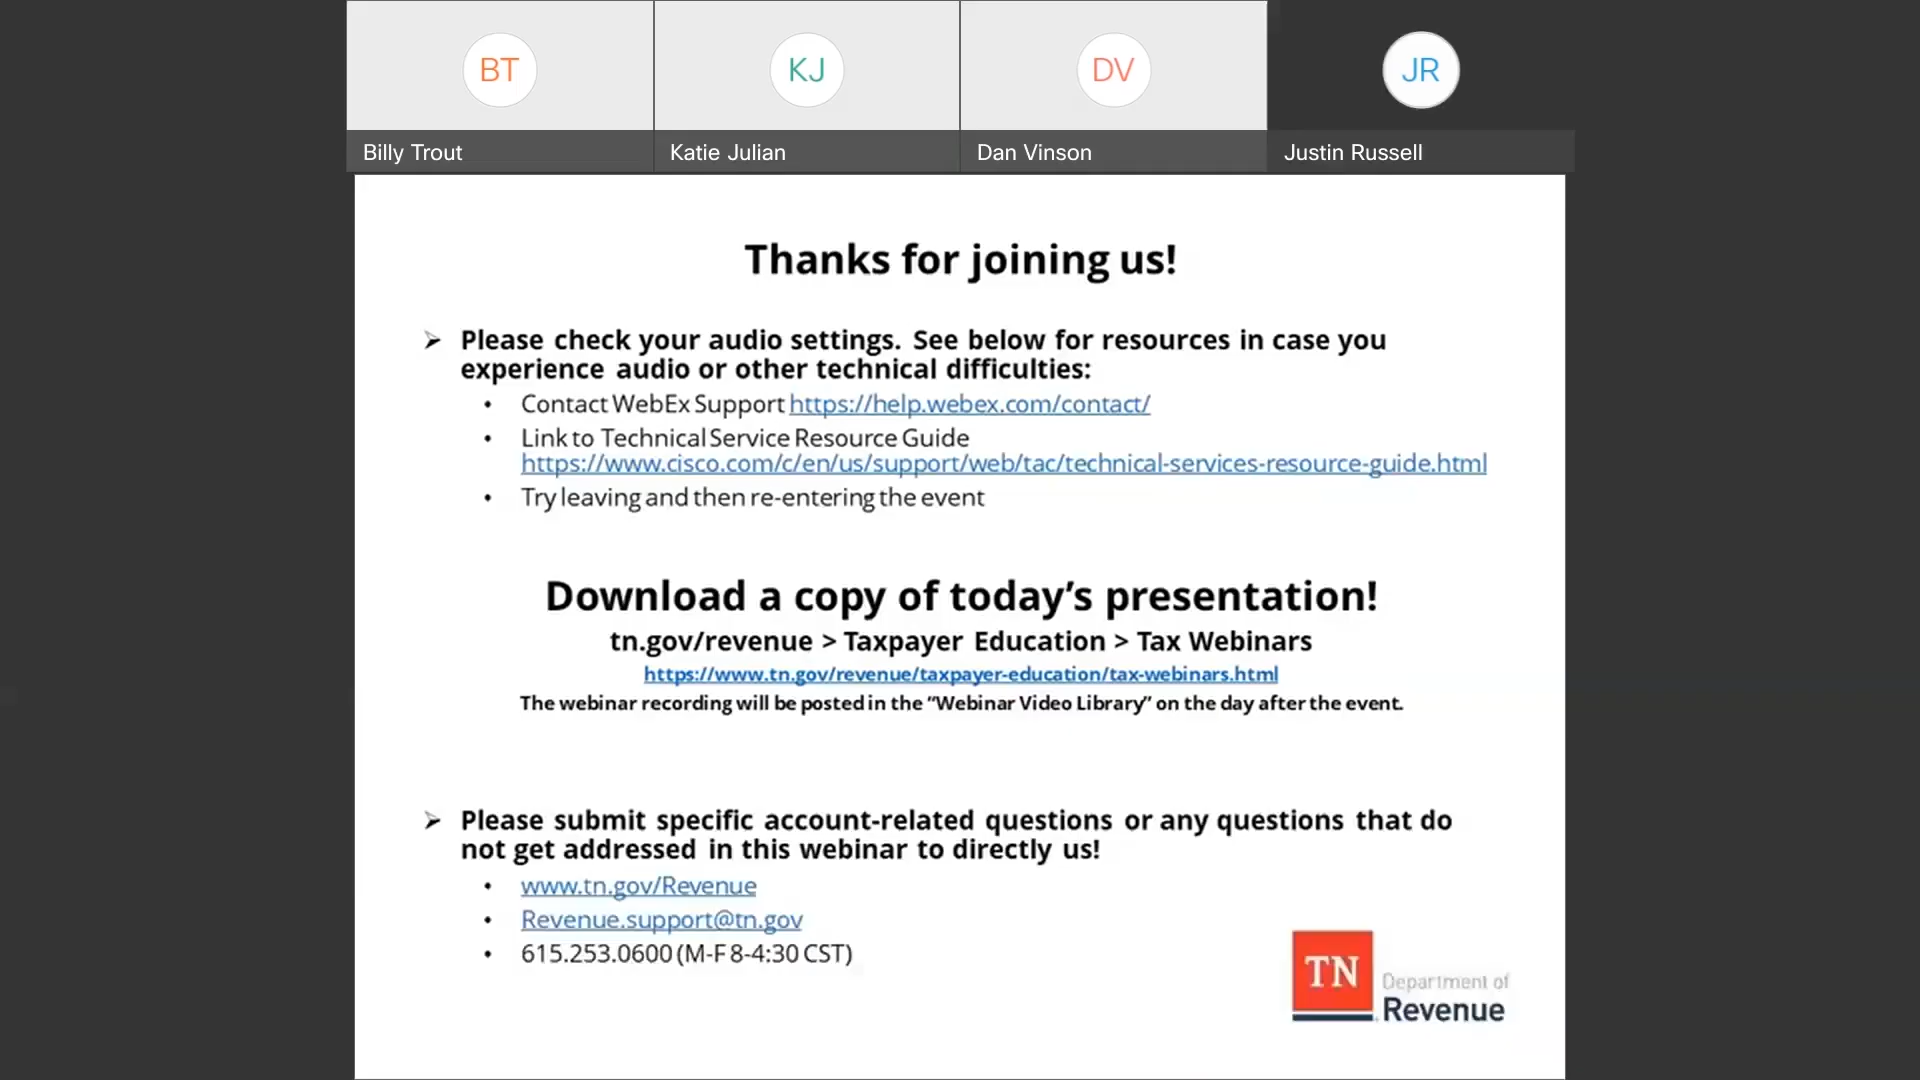 BT
KJ
DV
JR
Billy Trout
Katie Julian
Dan Vinson
Justin Russell
Thanks for joining us!
Please check your audio settings. See below for resources in case you
experience audio or other technical difficulties:
Contact WebEx Support https://help.webex.com/contact/
Link to Technical Service Resource Guide
https://www.cisco.com/c/en/us/support/web/tac/technical-services-resource-guide.html
Try leaving and then re-entering the event
Download a copy of today's presentation!
tn.gov/revenue > Taxpayer Education > Tax Webinars
https://www.tn.gov/revenue/taxpayer-education/tax-webinars.html
The webinar recording will be posted in the “Webinar Video Library” on the day after the event.
Please submit specific account-related questions or any questions that do
not get addressed in this webinar to directly us!
www.tn.gov/Revenue
Revenue.support@tn.gov
615.253.0600 (M-F 8-4:30 CST)
TN
Department of
Revenue